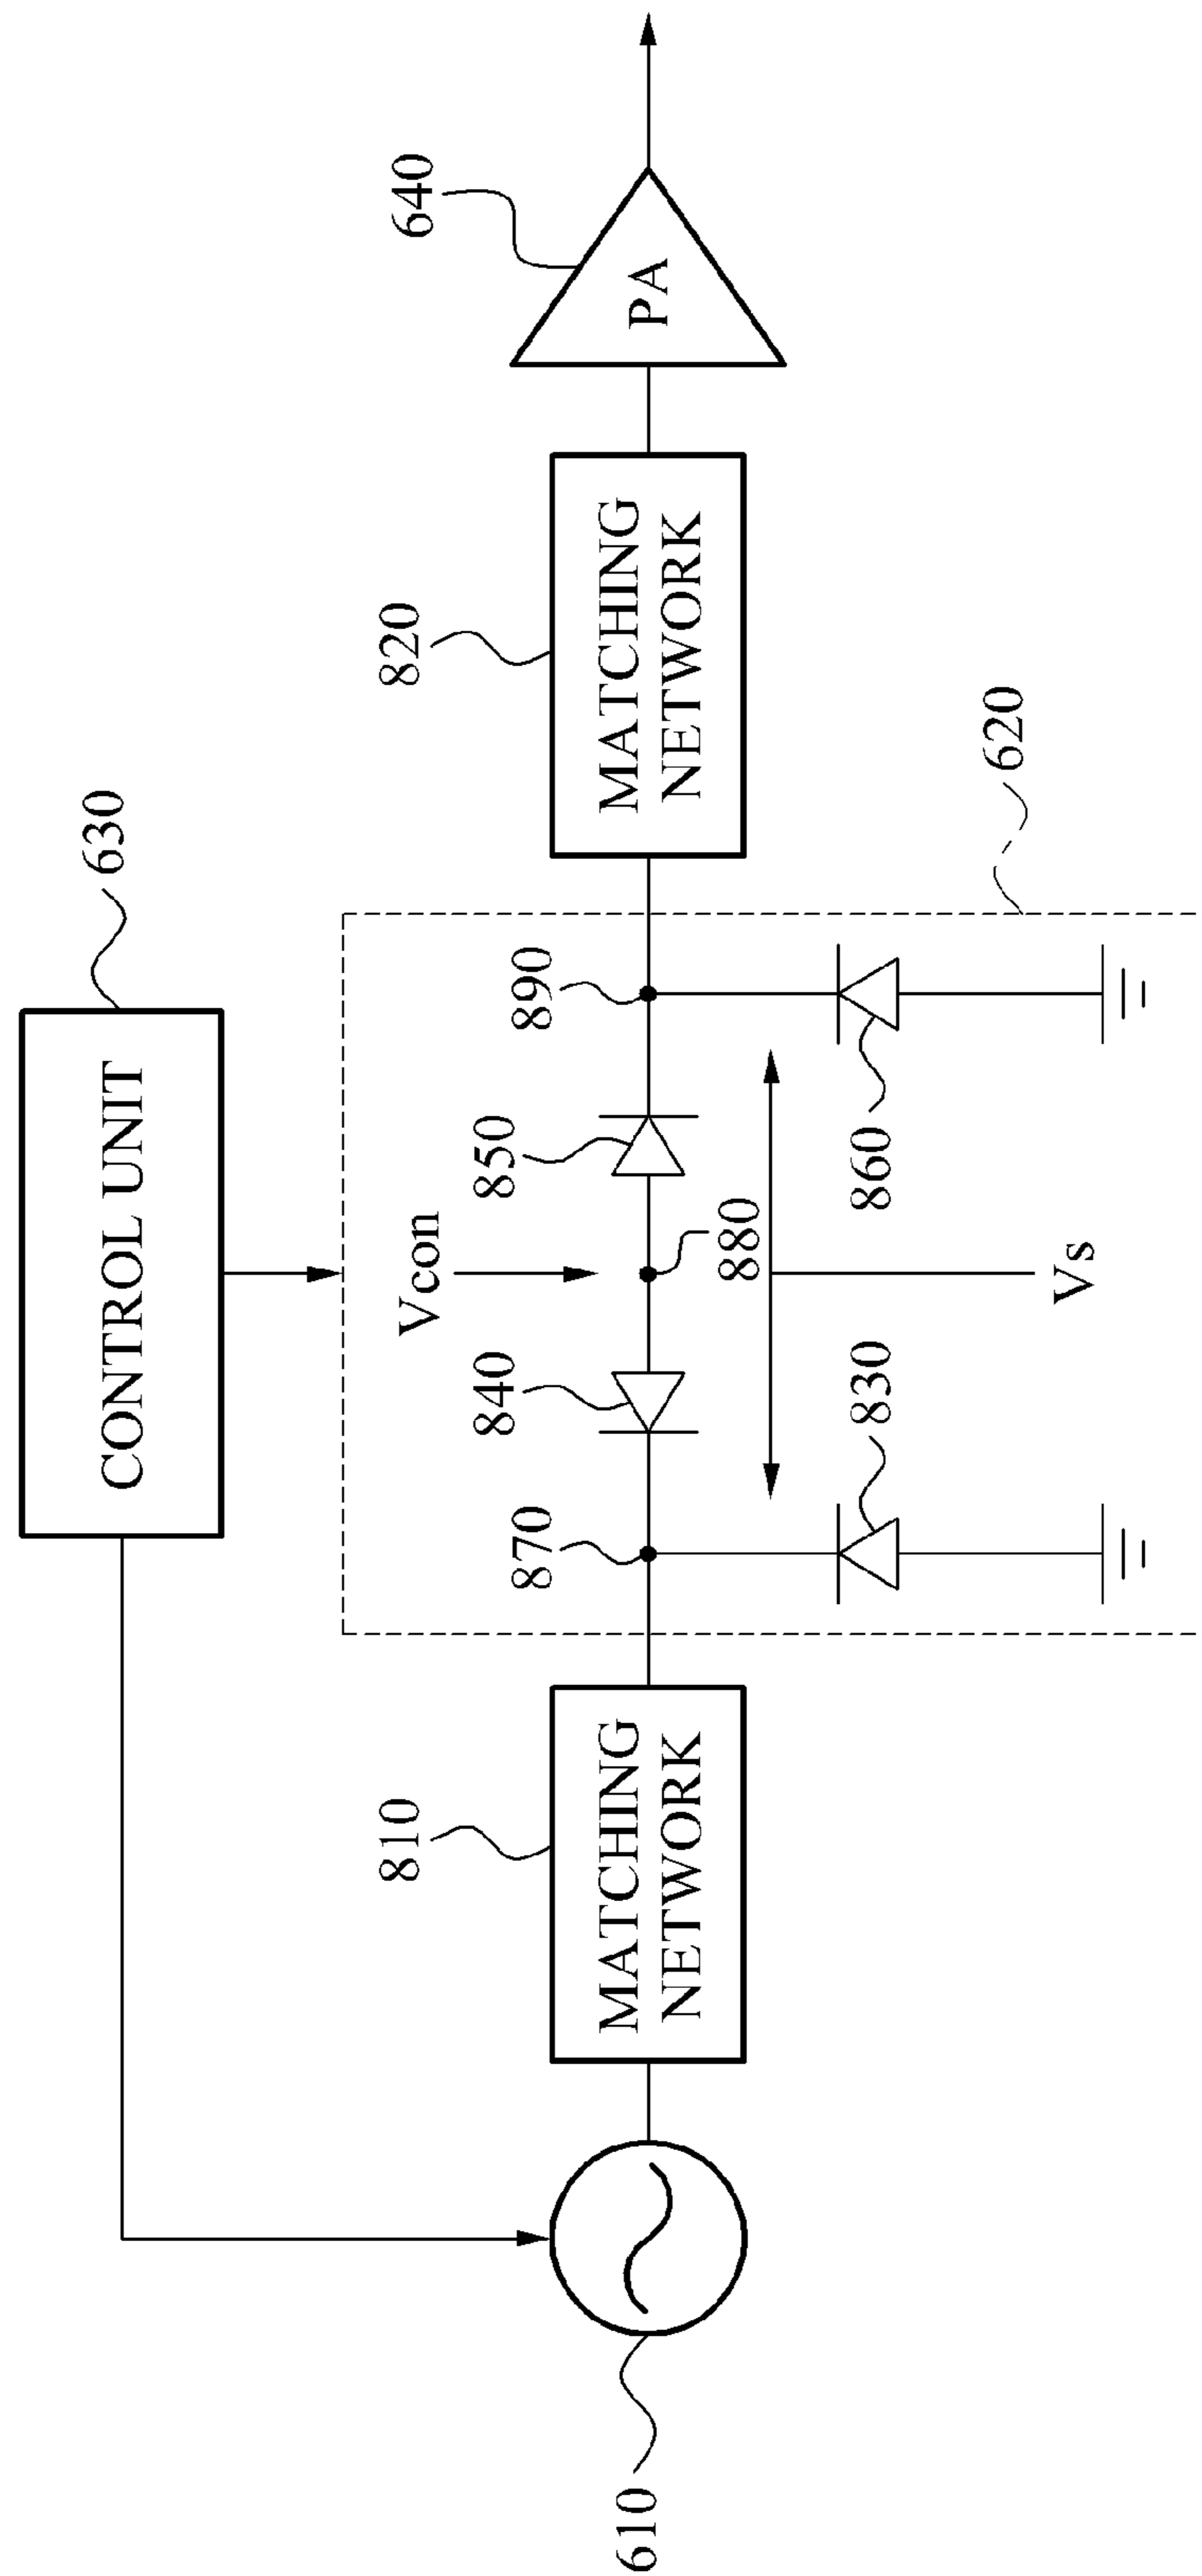 CONTROL UNIT
630
640
PA
820
MATCHING
NETWORK
810
MATCHING
NETWORK
610
620
Vcon
870
840
850
890
880
830
860
Vs